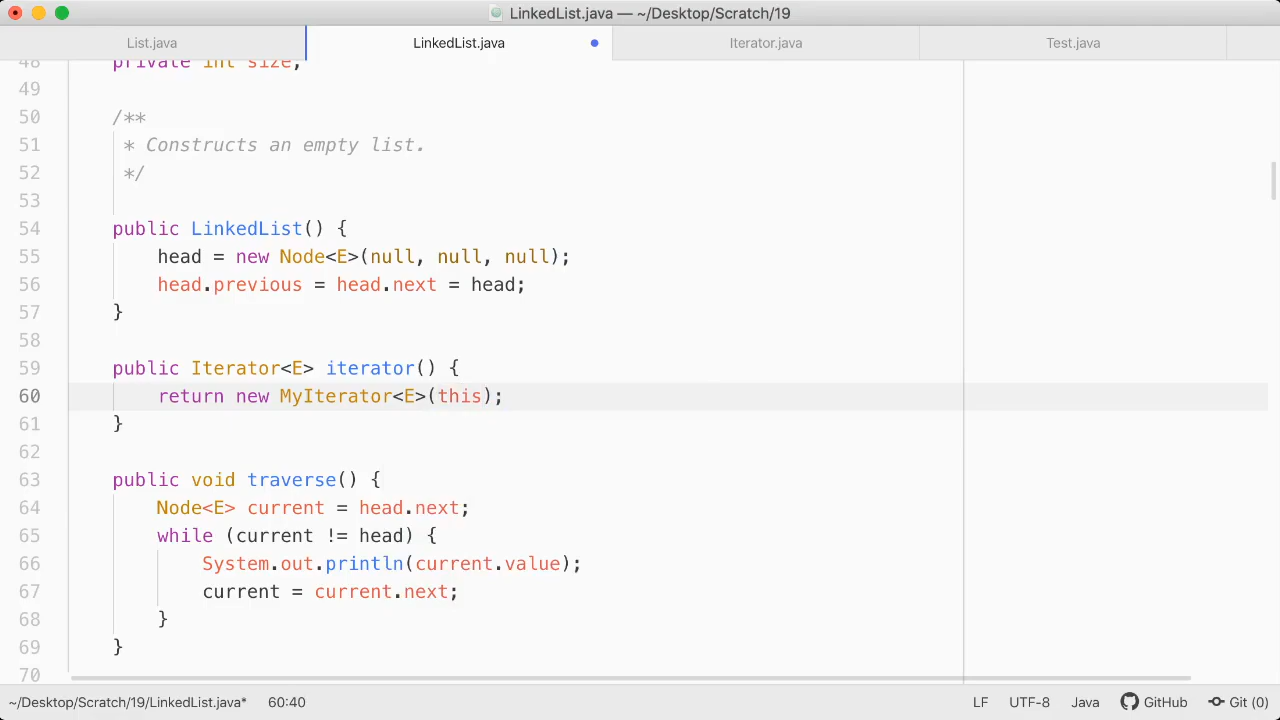 LinkedList.java — ~/Desktop/Scratch/19
List.java LinkedList.java Iterator.java Test.java
48 private int size;
49
50 /**
51 * Constructs an empty list.
52 */
53
54 public LinkedList() {
55 head = new Node<E>(null, null, null);
56 head.previous = head.next = head;
57 }
58
59 public Iterator<E> iterator() {
60 return new MyIterator<E>(this);
61 }
62
63 public void traverse() {
64 Node<E> current = head.next;
65 while (current != head) {
66 System.out.println(current.value);
67 current = current.next;
68 }
69 }
70
~/Desktop/Scratch/19/LinkedList.java* 60:40 LF UTF-8 Java GitHub Git (0)